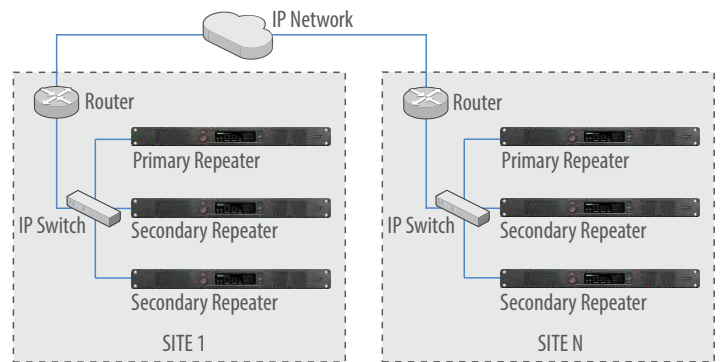 IP Network
Router
Primary Repeater
IP Switch
Secondary Repeater
Secondary Repeater
SITE 1
Router
Primary Repeater
IP Switch
Secondary Repeater
Secondary Repeater
SITE N